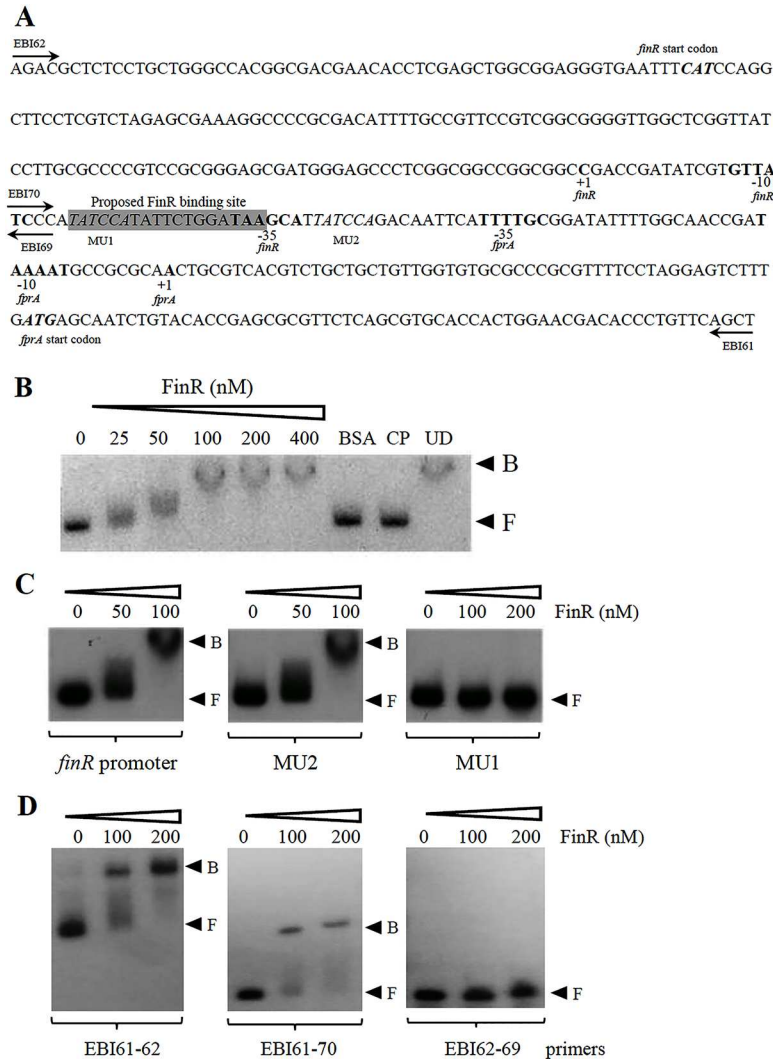 A
EBI62
finR start codon
AGACGCTCTCCTGCTGGGCCACGGCGACGAACACCTCGAGCTGGCGGAGGGTGAATTTCATCCAGG
CTTCCTCGTCTAGAGCGAAAGGCCCCGCGACATTTTGCCGTTCCGTCGGCGGGGTTGGCTCGGTTAT
CCTTGCGCCCCGTCCGCGGGAGCGATGGGAGCCCTCGGCGGCCGGCGGCCCGACCGATATCGTGTTA
+1
-10
EBI70
Proposed FinR binding site
finR
finR
TCCCATATCCATATTCTGGATAAGCATTATCCAGACAATTCATTTTGCGGATATTTTGGCAACCGAT
EBI69
MU1
-35
MU2
-35
finR
fprA
AAAATGCCGCGCAACTGCGTCACGTCTGCTGCTGTTGGTGTGCGCCCGCGTTTTCCTAGGAGTCTTT
-10
+1
fprA
fprA
GATGAGCAATCTGTACACCGAGCGCGTTCTCAGCGTGCACCACTGGAACGACACCCTGTTCAGCT
fprA start codon
EBI61
B
FinR (nM)
0 25 50 100 200 400 BSA CP UD
B
F
C
0 50 100 0 50 100 0 100 200 FinR (nM)
B B
F F F
finR promoter MU2 MU1
D
0 100 200 0 100 200 0 100 200 FinR (nM)
B
F B
F F
EBI61-62 EBI61-70 EBI62-69 primers